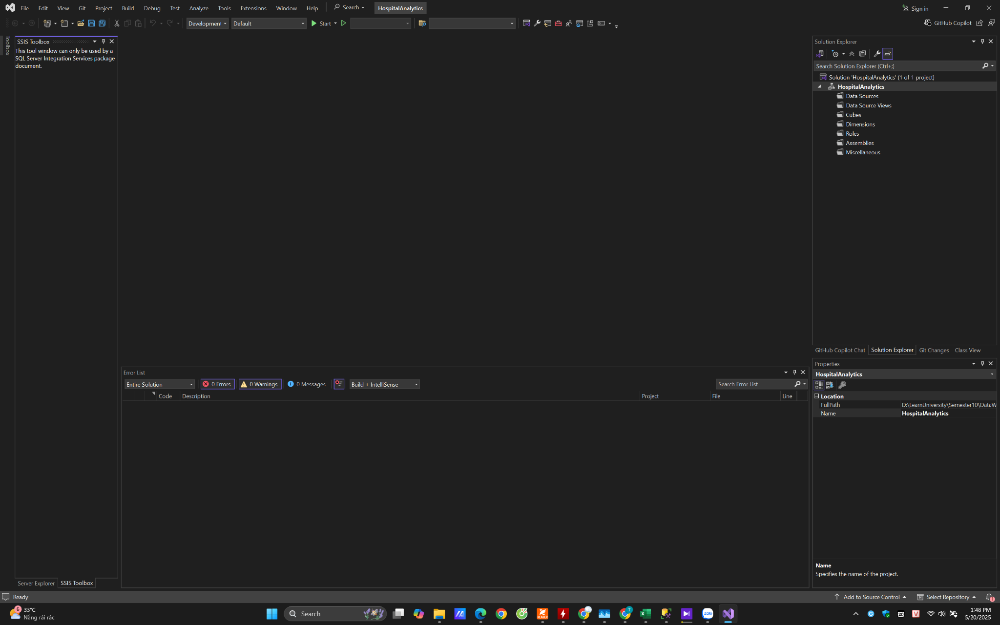 File Edit View Git Project Build Debug Test Analyze Tools Extensions Window Help Search HospitalAnalytics Sign in
Development Default Start GitHub Copilot
Toolbox
SSIS Toolbox
This tool window can only be used by a
SQL Server Integration Services package
document.
Server Explorer SSIS Toolbox
Solution Explorer
Search Solution Explorer (Ctrl+;)
Solution 'HospitalAnalytics' (1 of 1 project)
HospitalAnalytics
Data Sources
Data Source Views
Cubes
Dimensions
Roles
Assemblies
Miscellaneous
GitHub Copilot Chat Solution Explorer Git Changes Class View
Error List
Entire Solution 0 Errors 0 Warnings 0 Messages Build + IntelliSense Search Error List
Code Description Project File Line
Properties
HospitalAnalytics
Location
FullPath D:\LearnUniversity\Semester10\DataW
Name HospitalAnalytics
Name
Specifies the name of the project.
Ready Add to Source Control Select Repository 1
6 33°C
Nắng rải rác
Search
READER
T
Zalo
20
V
1:48 PM
5/20/2025